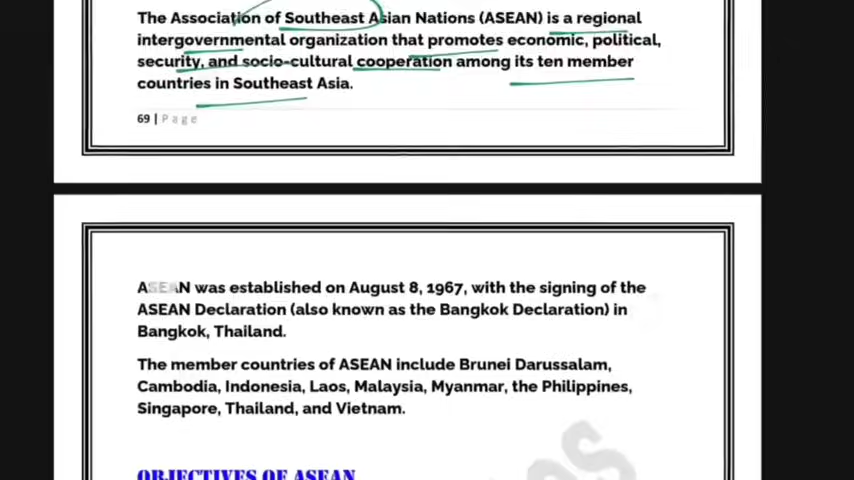 The Association of Southeast Asian Nations (ASEAN) is a regional
intergovernmental organization that promotes economic, political,
security, and socio-cultural cooperation among its ten member
countries in Southeast Asia.
69 | Page
ASEAN was established on August 8, 1967, with the signing of the
ASEAN Declaration (also known as the Bangkok Declaration) in
Bangkok, Thailand.
The member countries of ASEAN include Brunei Darussalam,
Cambodia, Indonesia, Laos, Malaysia, Myanmar, the Philippines,
Singapore, Thailand, and Vietnam.
OBJECTIVES OF ASEAN